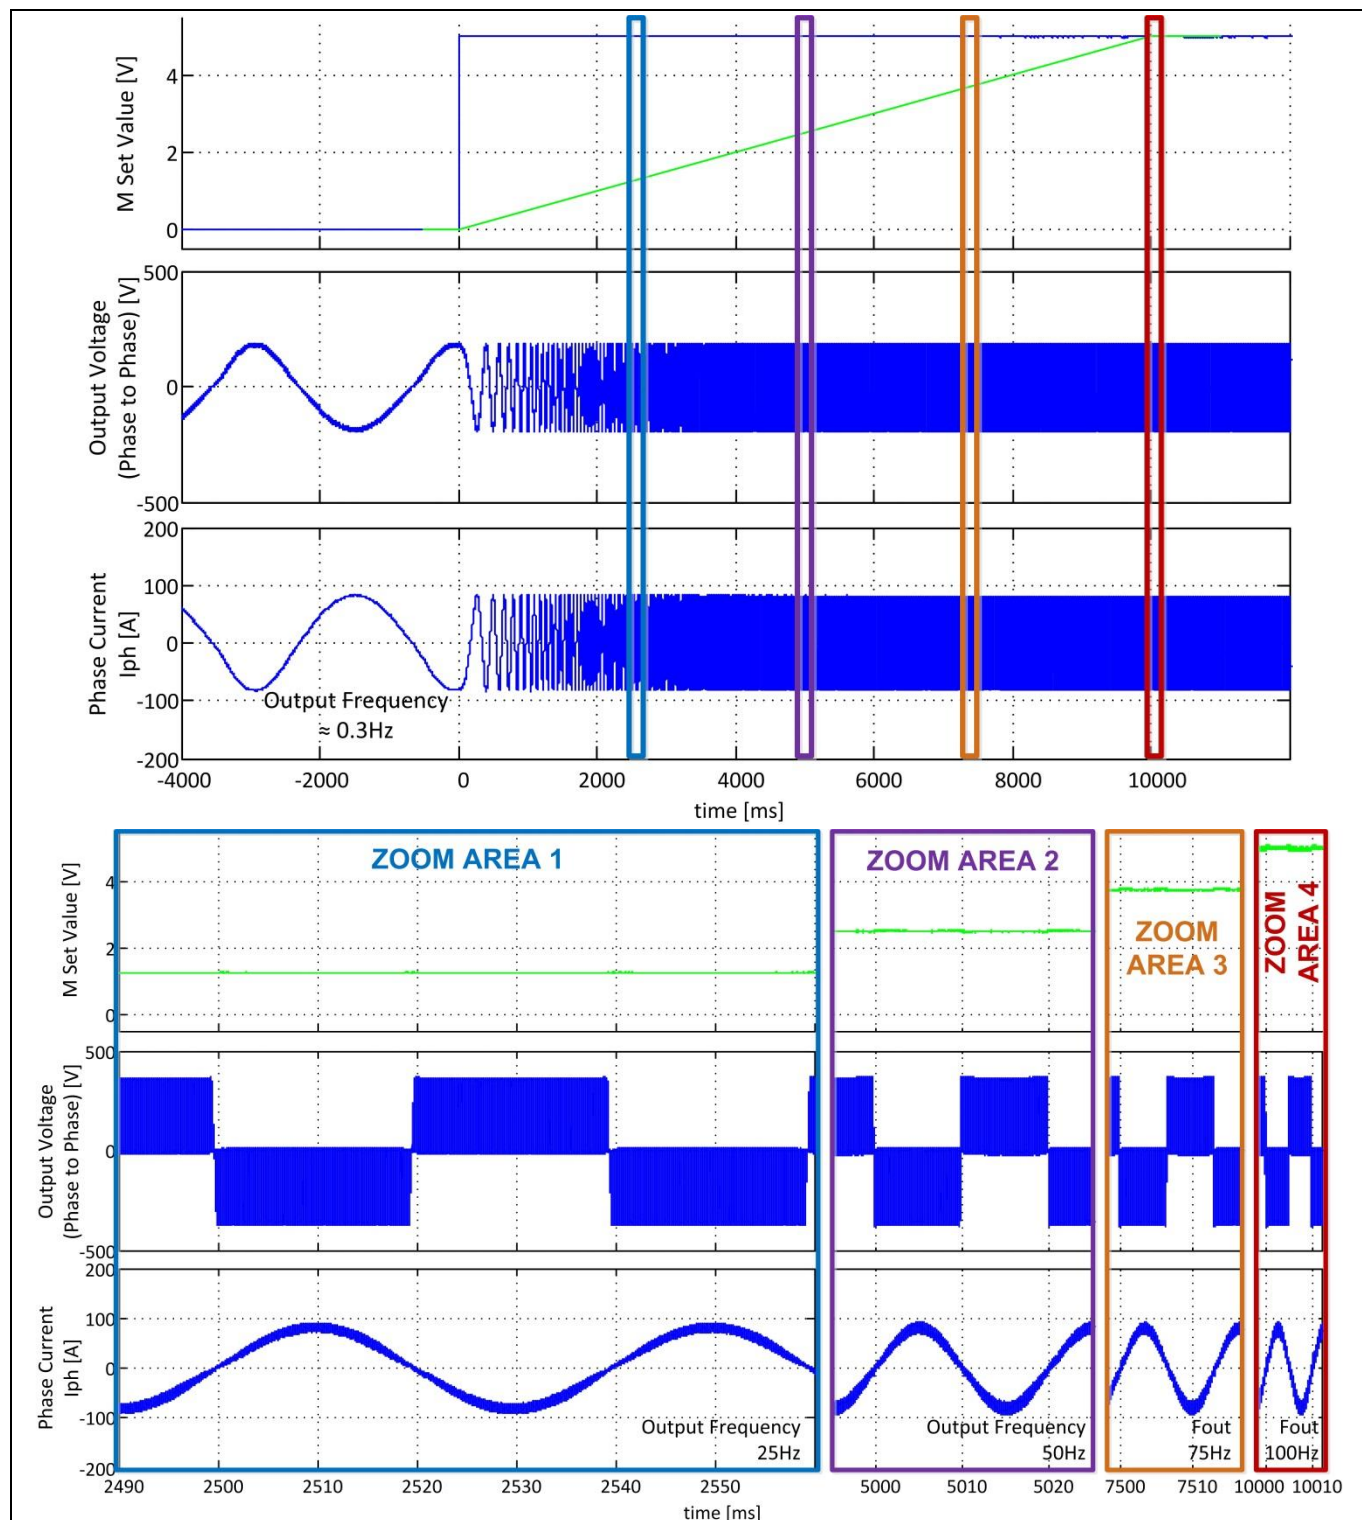 M Set Value [V]
4
2
0
Output Voltage
(Phase to Phase) [V]
500
0
-500
Phase Current
Iph [A]
200
100
0
-100
-200
Output Frequency
≈ 0.3Hz
-4000 -2000 0 2000 4000 6000 8000 10000
time [ms]
ZOOM AREA 1
ZOOM AREA 2
ZOOM
AREA 3
ZOOM
AREA 4
M Set Value [V]
4
2
0
Output Voltage
(Phase to Phase) [V]
500
0
-500
Phase Current
Iph [A]
200
100
0
-100
-200
Output Frequency
25Hz
Output Frequency
50Hz
Fout
75Hz
Fout
100Hz
2490 2500 2510 2520 2530 2540 2550 5000 5010 5020 7500 7510 10000 10010
time [ms]